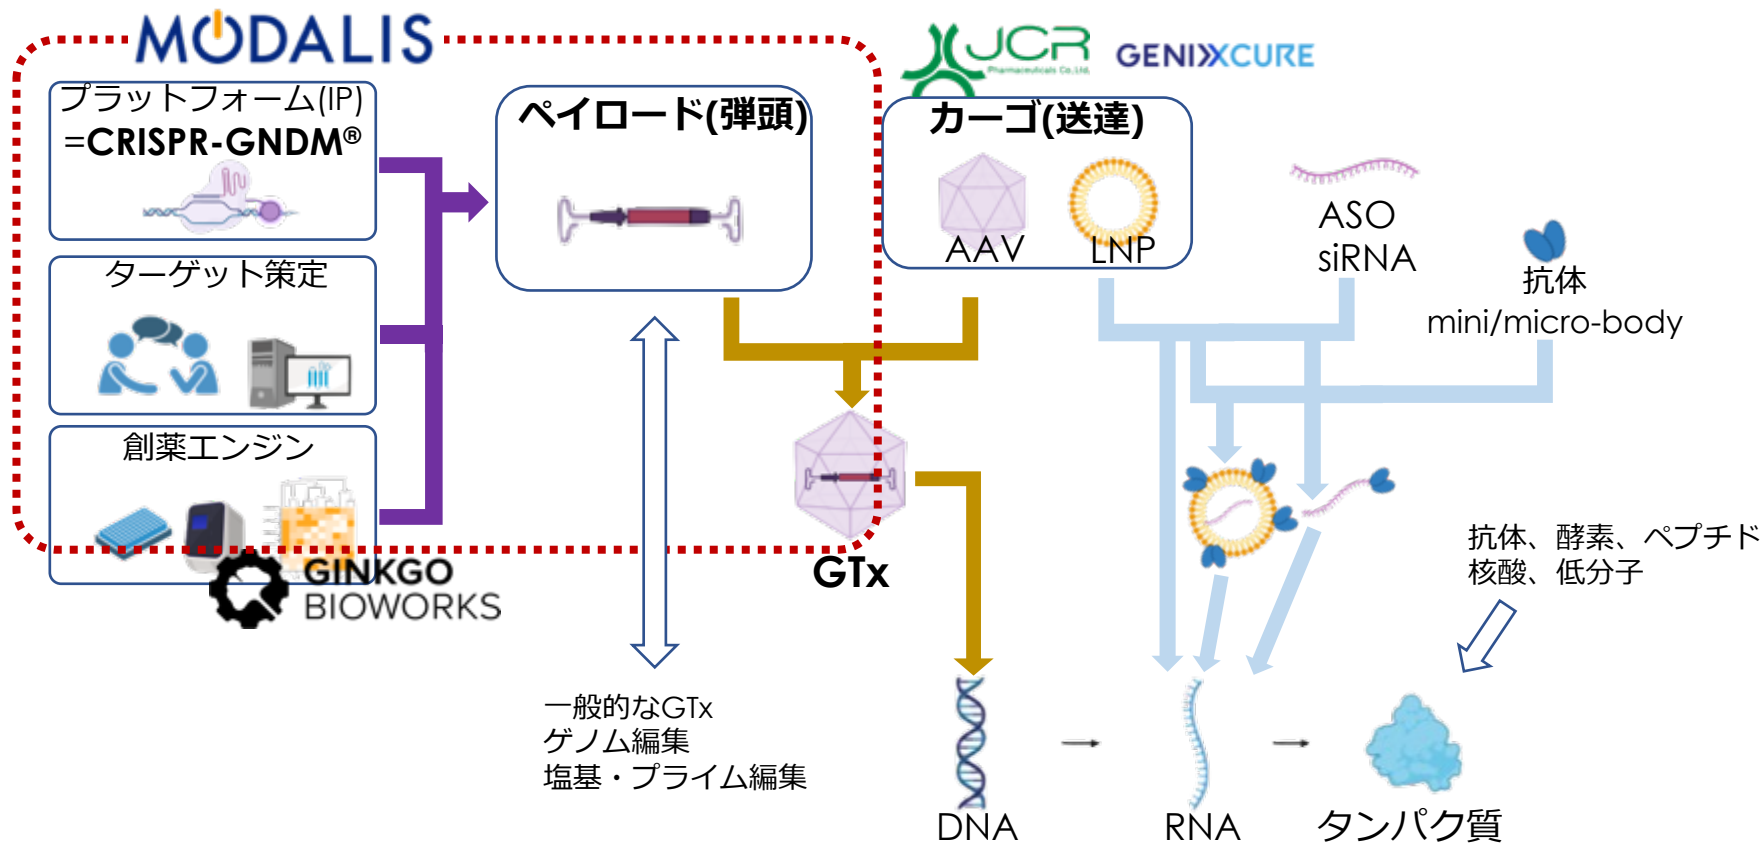 MODALIS
プラットフォーム(IP)
=CRISPR-GNDM®
ターゲット策定
創薬エンジン
GINKGO
BIOWORKS
ペイロード(弾頭)
JCR
Pharmaceuticals Co.,Ltd.
GENIXCURE
カーゴ(送達)
AAV
LNP
ASO
siRNA
抗体
mini/micro-body
GTx
一般的なGTx
ゲノム編集
塩基・プライム編集
抗体、酵素、ペプチド
核酸、低分子
DNA
RNA
タンパク質